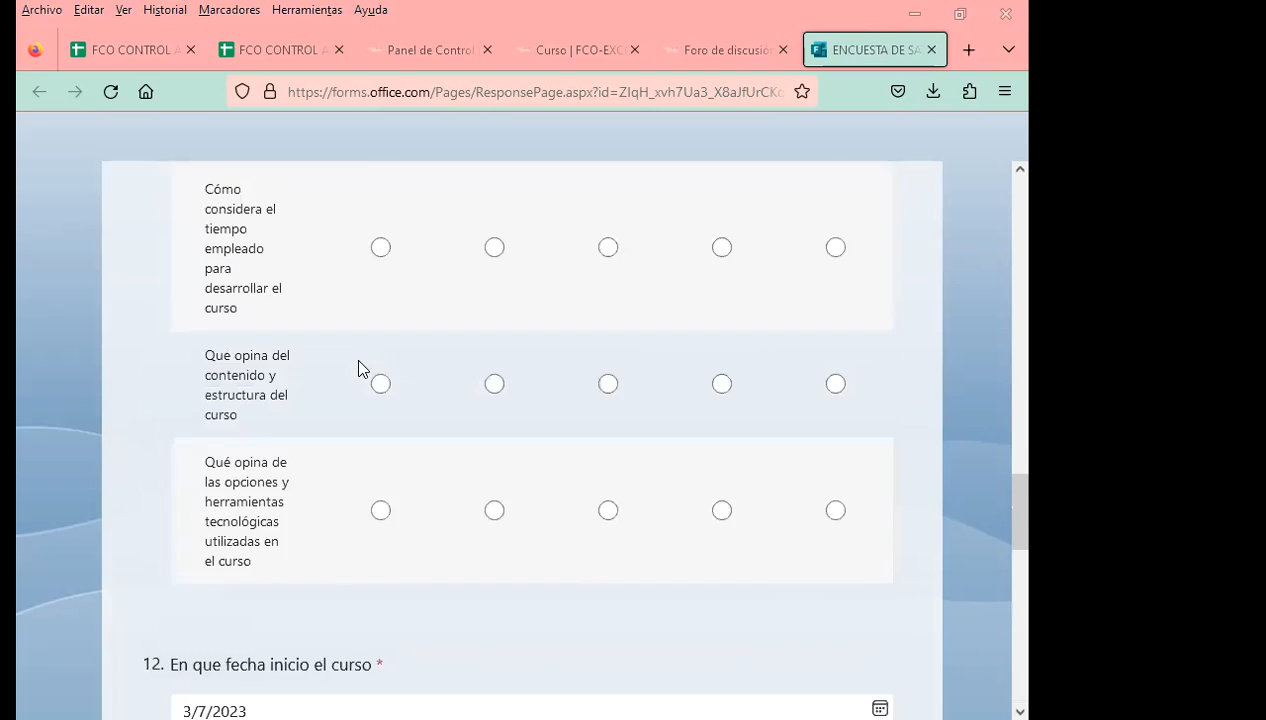 Archivo Editar Ver Historial Marcadores Herramientas Ayuda
FCO CONTROL A FCO CONTROL A Panel de Control Curso | FCO-EXC Foro de discusión ENCUESTA DE SA
https://forms.office.com/Pages/ResponsePage.aspx?id=ZIqH_xvh7Ua3_X8aJfUrCKo
Cómo
considera el
tiempo
empleado
para
desarrollar el
curso
Que opina del
contenido y
estructura del
curso
Qué opina de
las opciones y
herramientas
tecnológicas
utilizadas en
el curso
12. En que fecha inicio el curso *
3/7/2023